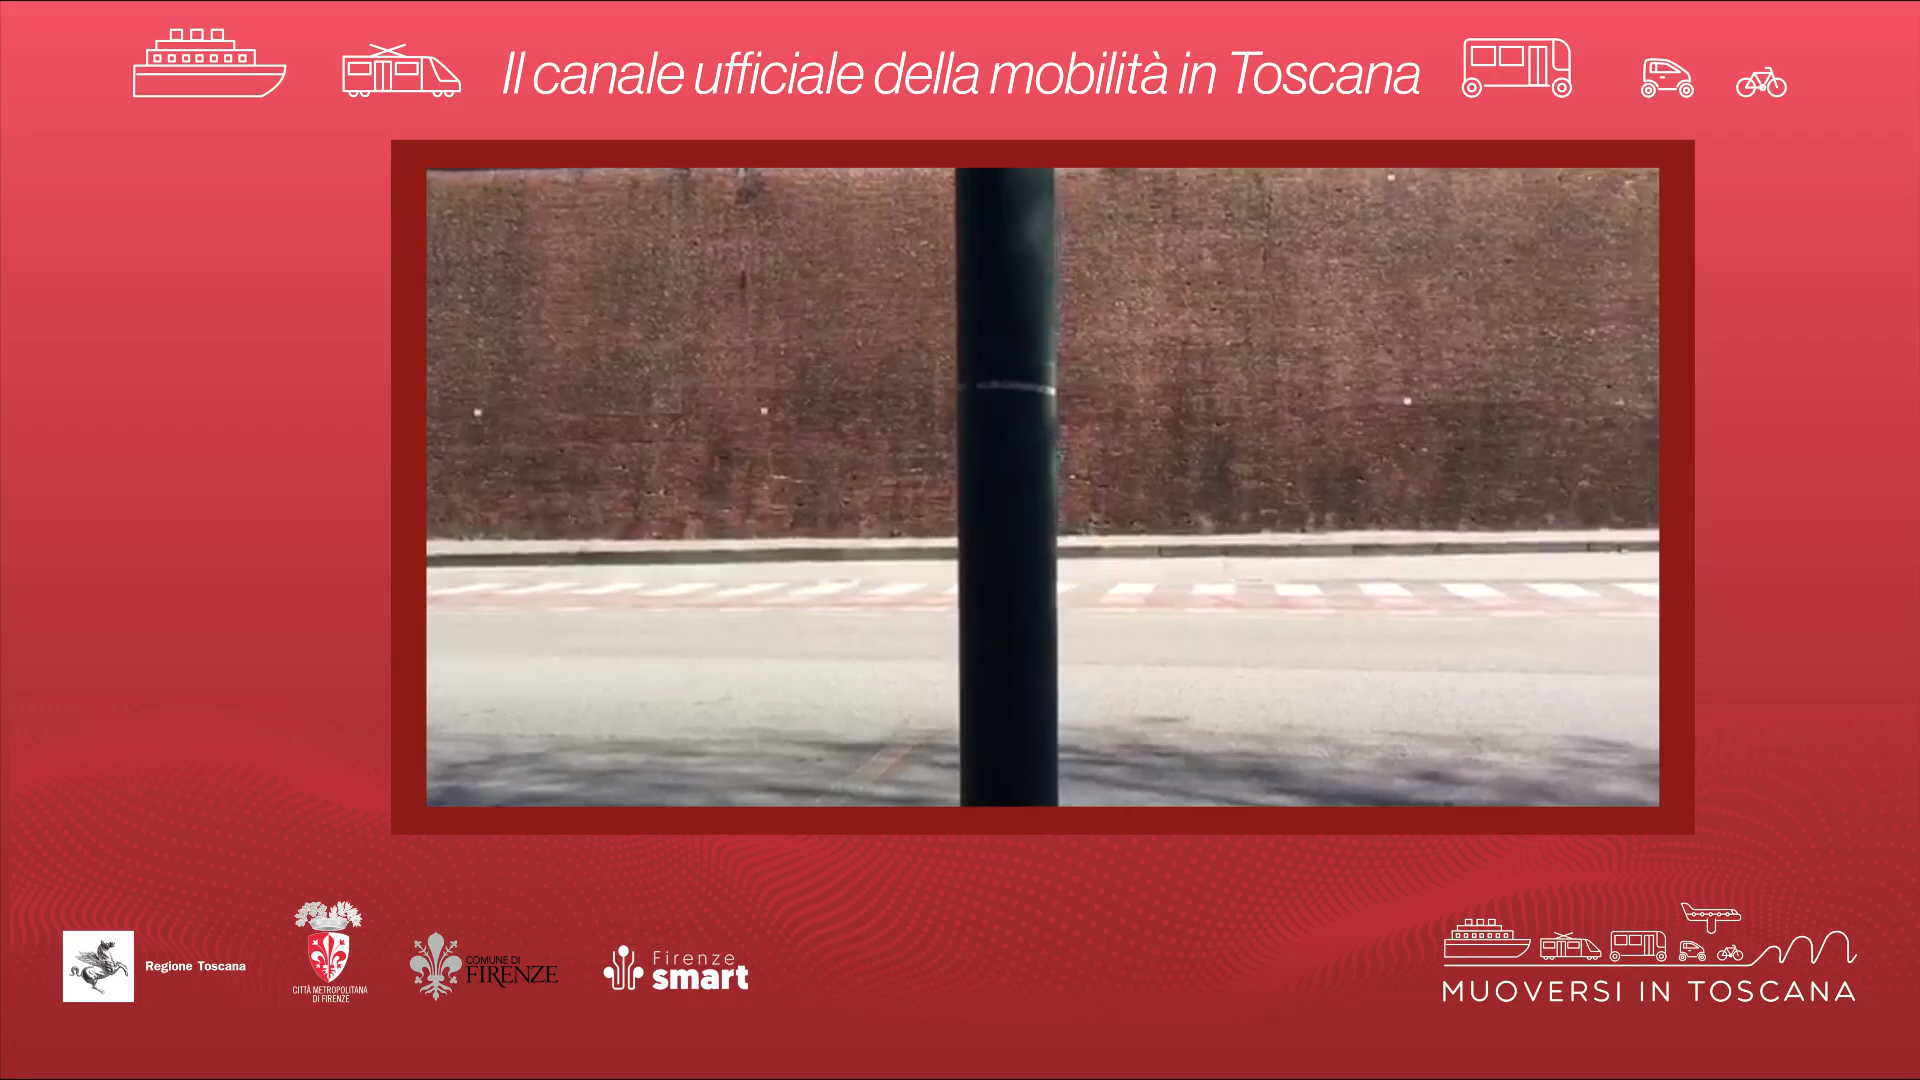 Il canale ufficiale della mobilità in Toscana
Regione Toscana
CITTÀ METROPOLITANA
DI FIRENZE
COMUNE DI
FIRENZE
Firenze
smart
MUOVERSI IN TOSCANA